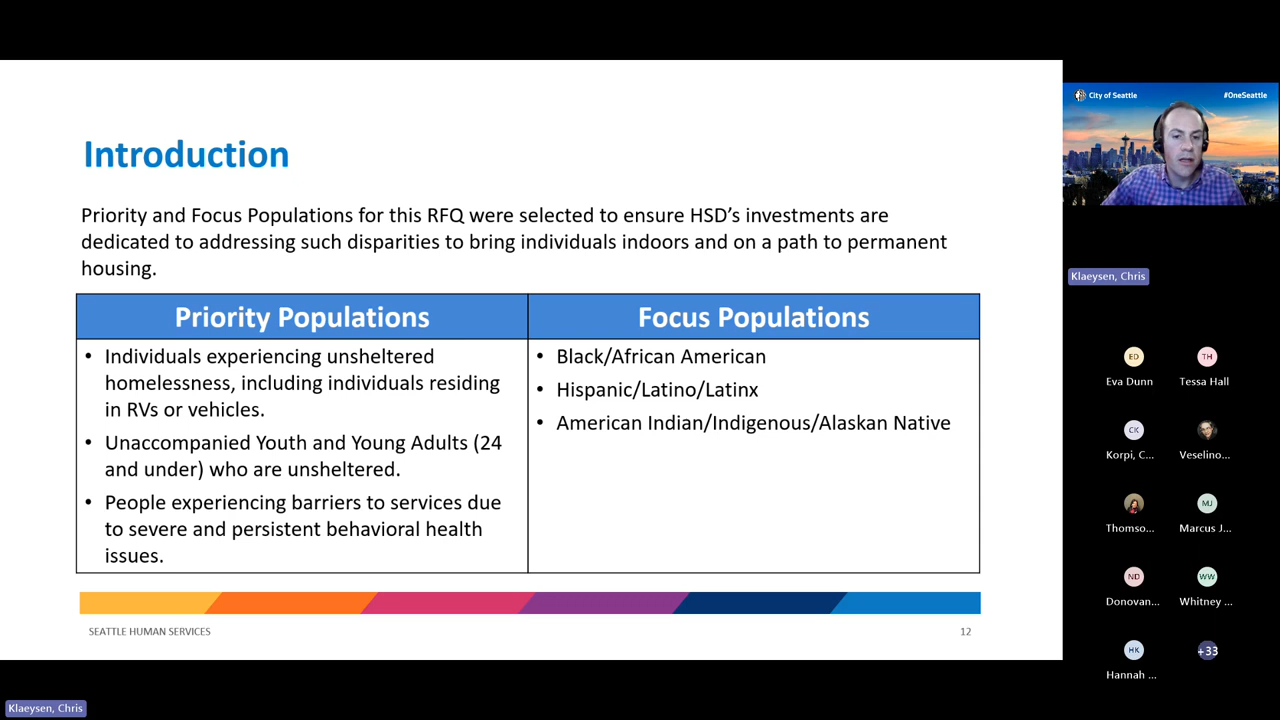 Introduction
Priority and Focus Populations for this RFQ were selected to ensure HSD’s investments are
dedicated to addressing such disparities to bring individuals indoors and on a path to permanent
housing.
Priority Populations
• Individuals experiencing unsheltered
homelessness, including individuals residing
in RVs or vehicles.
• Unaccompanied Youth and Young Adults (24
and under) who are unsheltered.
• People experiencing barriers to services due
to severe and persistent behavioral health
issues.
Focus Populations
• Black/African American
• Hispanic/Latino/Latinx
• American Indian/Indigenous/Alaskan Native
SEATTLE HUMAN SERVICES
12
City of Seattle
#OneSeattle
Klaeysen, Chris
ED
Eva Dunn
TH
Tessa Hall
CK
Korpi, C...
Veselino...
Thomso...
MJ
Marcus J...
ND
Donovan...
WW
Whitney ...
HK
Hannah ...
+33
Klaeysen, Chris